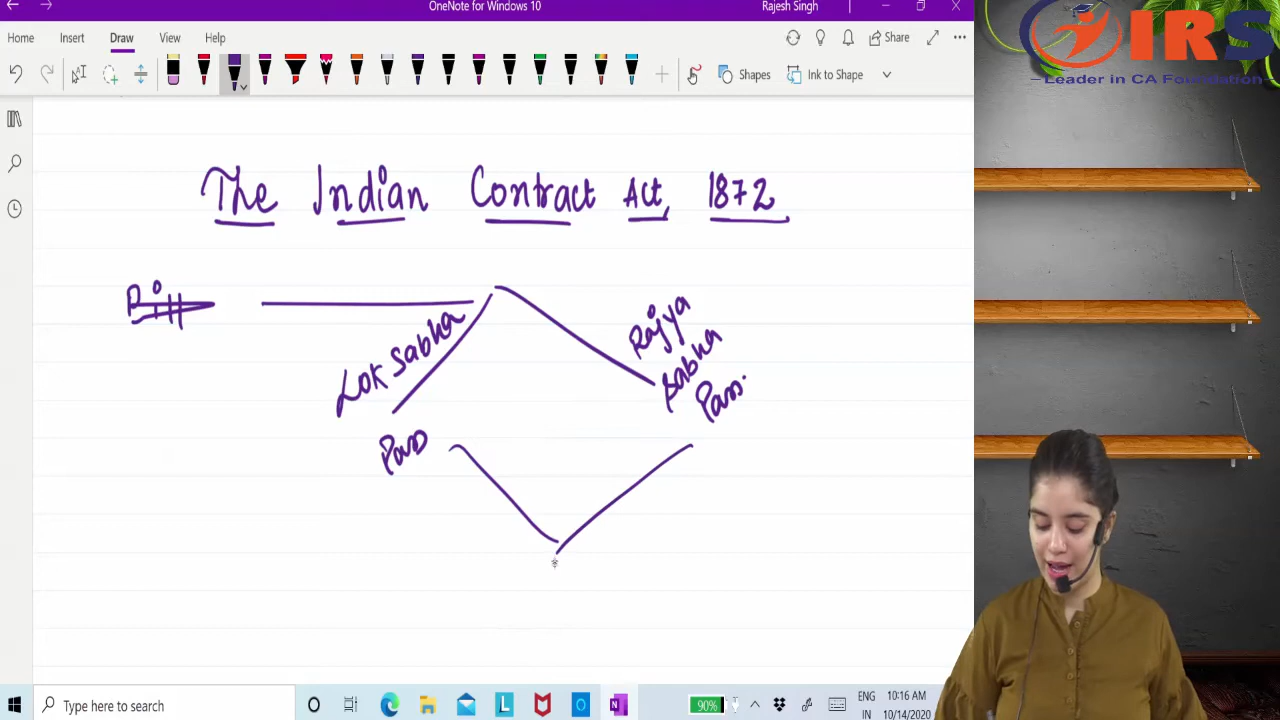 OneNote for Windows 10
Rajesh Singh
Home
Insert
Draw
View
Help
Share
Shapes
Ink to Shape
IRS
Leader in CA Foundation
The Indian Contract Act, 1872
Bill
Lok Sabha
Rajya
Sabha
Pass
Pass
90%
ENG
IN
10:16 AM
10/14/2020
Type here to search